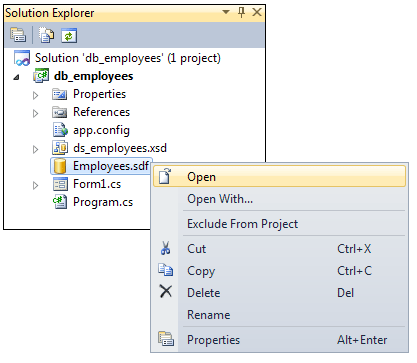 Solution Explorer
Solution 'db_employees' (1 project)
db_employees
Properties
References
app.config
ds_employees.xsd
Employees.sdf
Form1.cs
Program.cs
Open
Open With...
Exclude From Project
Cut Ctrl+X
Copy Ctrl+C
Delete Del
Rename
Properties Alt+Enter